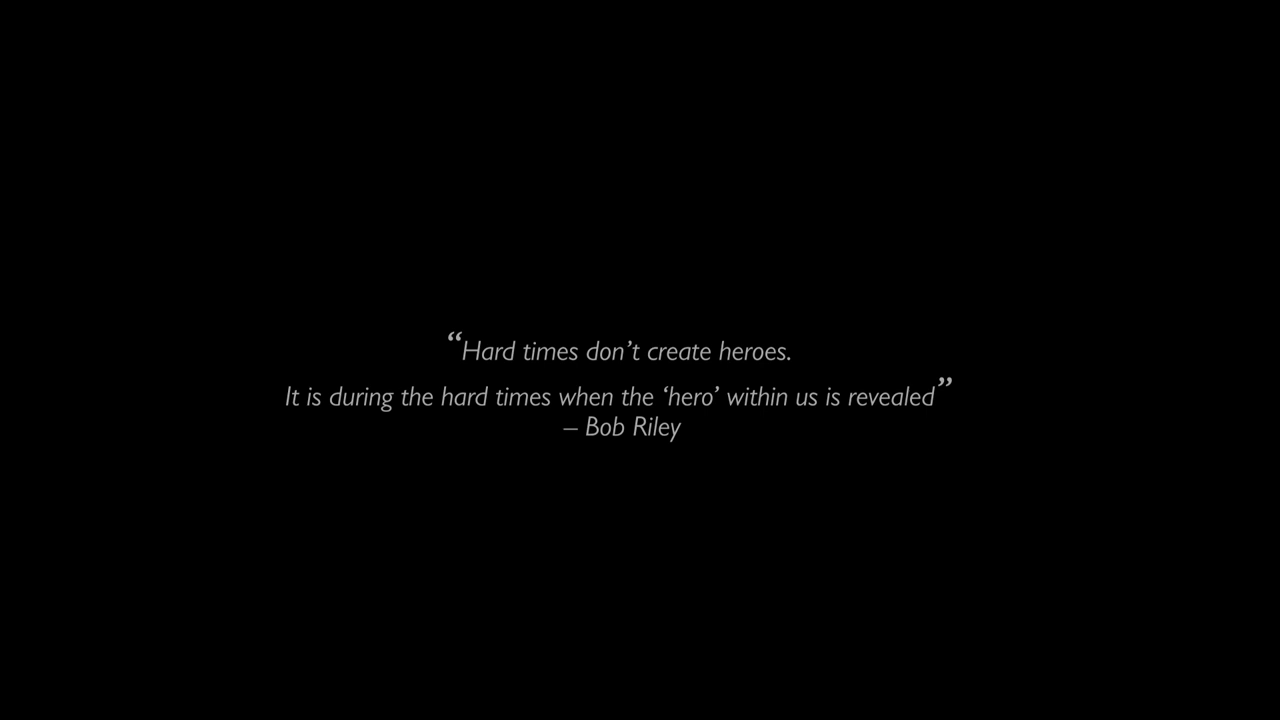 “Hard times don’t create heroes.
It is during the hard times when the ‘hero’ within us is revealed”
– Bob Riley